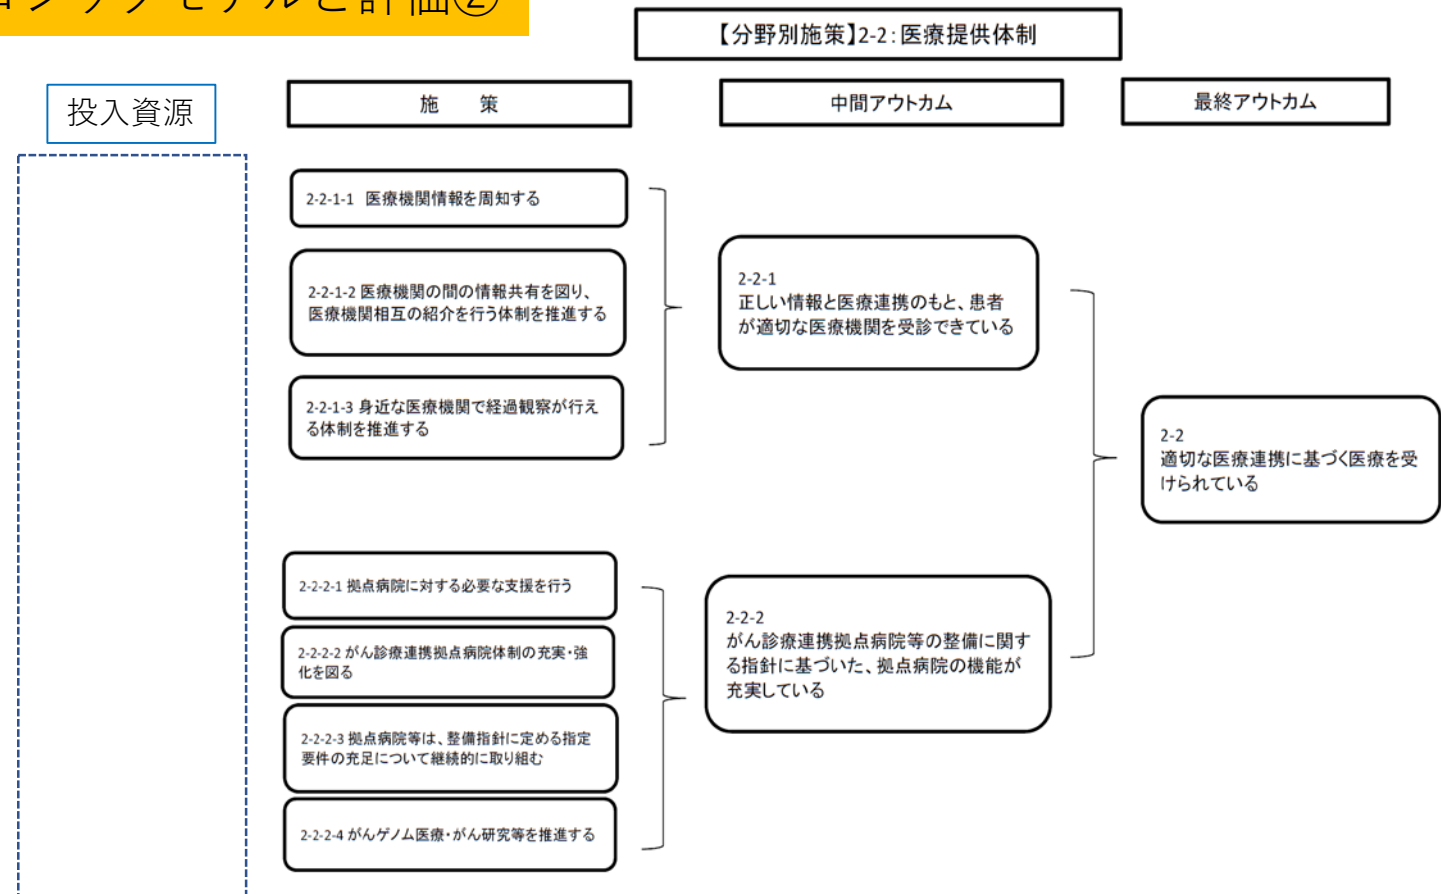 ロジックモデルと評価②
【分野別施策】2-2：医療提供体制
投入資源
施　策
中間アウトカム
最終アウトカム
2-2-1-1 医療機関情報を周知する
2-2-1-2 医療機関の間の情報共有を図り、
医療機関相互の紹介を行う体制を推進する
2-2-1-3 身近な医療機関で経過観察が行え
る体制を推進する
2-2-1
正しい情報と医療連携のもと、患者
が適切な医療機関を受診できている
2-2-2-1 拠点病院に対する必要な支援を行う
2-2-2-2 がん診療連携拠点病院体制の充実・強
化を図る
2-2-2-3 拠点病院等は、整備指針に定める指定
要件の充足について継続的に取り組む
2-2-2-4 がんゲノム医療・がん研究等を推進する
2-2-2
がん診療連携拠点病院等の整備に関す
る指針に基づいた、拠点病院の機能が
充実している
2-2
適切な医療連携に基づく医療を受
けられている